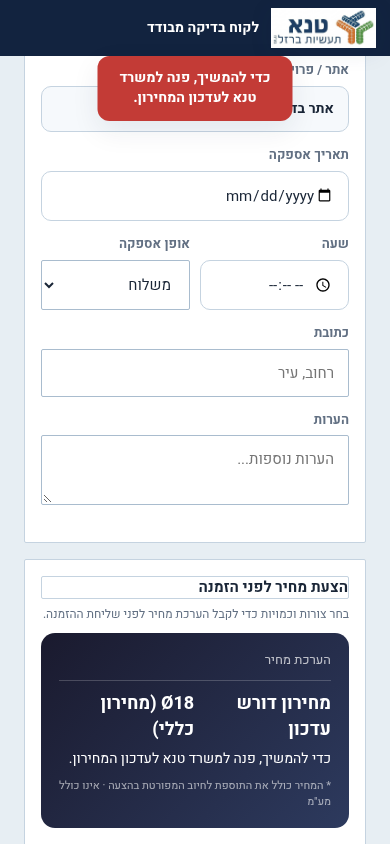 טנא
תעשיות ברזל
לקוח בדיקה מבודד
כדי להמשיך, פנה למשרד
טנא לעדכון המחירון.
אתר / פרוי
אתר בד
תאריך אספקה
mm/dd/yyyy
שעה
אופן אספקה
--:-- --
משלוח
כתובת
רחוב, עיר
הערות
הערות נוספות...
הצעת מחיר לפני הזמנה
בחר צורות וכמויות כדי לקבל הערכת מחיר לפני שליחת ההזמנה.
הערכת מחיר
מחירון דורש
עדכון
Ø18 (מחירון
כללי)
כדי להמשיך, פנה למשרד טנא לעדכון המחירון.
* המחיר כולל את התוספת לחיוב המפורטת בהצעה · אינו כולל
מע"מ